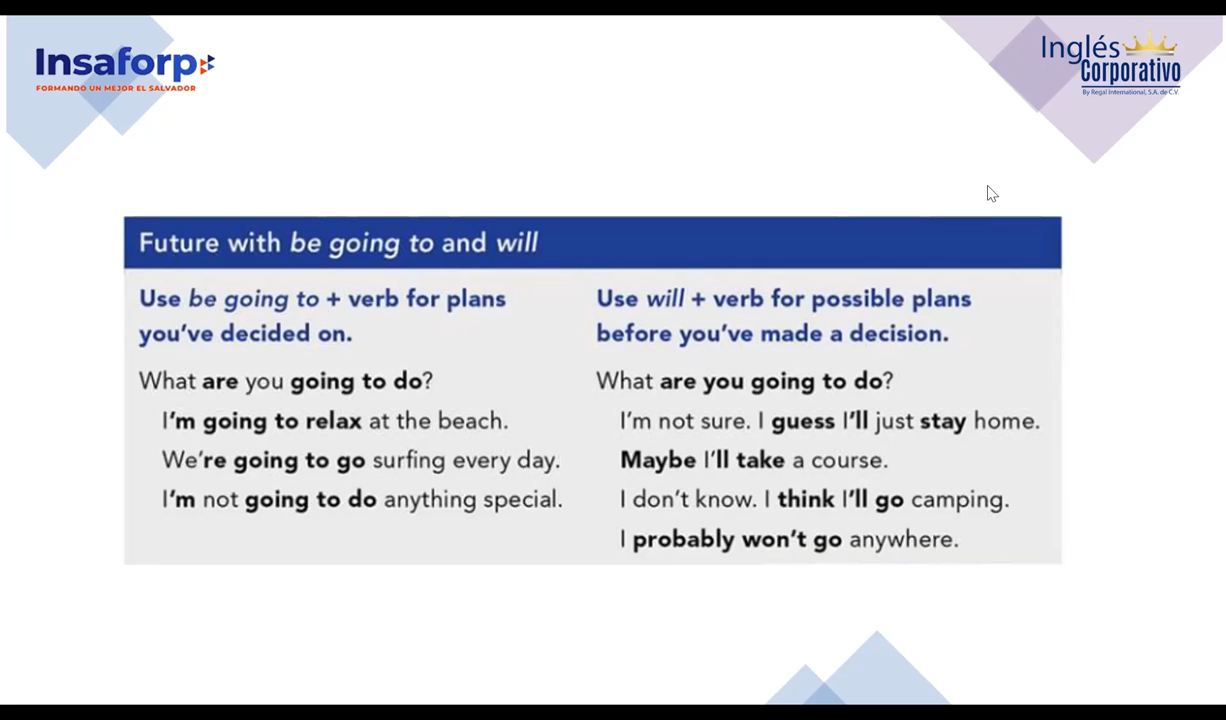 Insaforp
FORMANDO UN MEJOR EL SALVADOR
Inglés
Corporativo
By Regal International, S.A. de C.V.
Future with be going to and will
Use be going to + verb for plans
you've decided on.
What are you going to do?
I'm going to relax at the beach.
We're going to go surfing every day.
I'm not going to do anything special.
Use will + verb for possible plans
before you've made a decision.
What are you going to do?
I'm not sure. I guess I'll just stay home.
Maybe I'll take a course.
I don't know. I think I'll go camping.
I probably won't go anywhere.